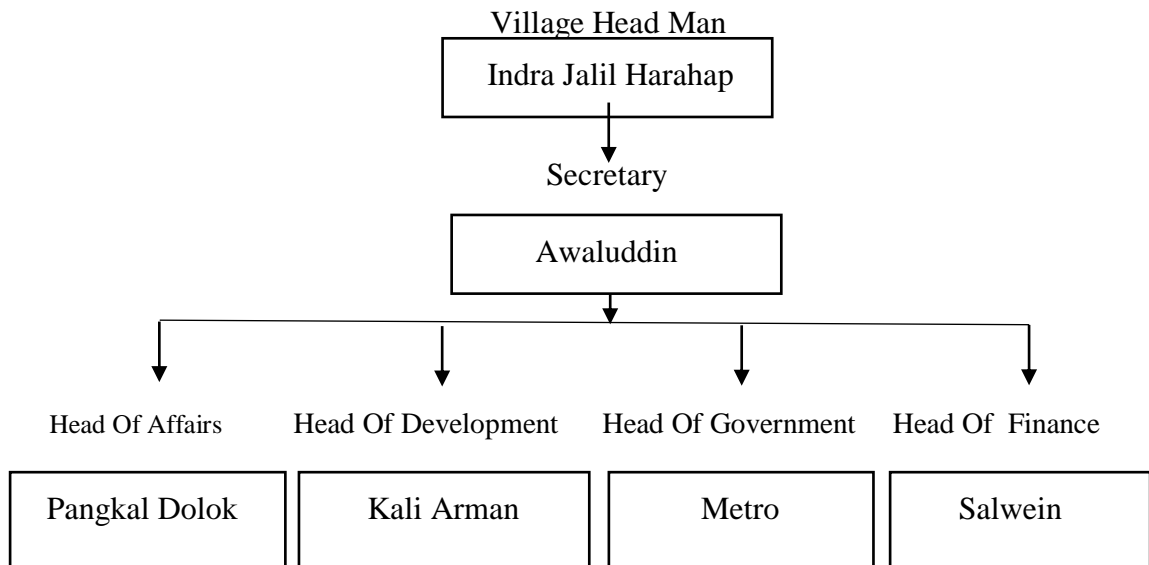 Village Head Man
Indra Jalil Harahap
Secretary
Awaluddin
Head Of Affairs
Head Of Development
Head Of Government
Head Of Finance
Pangkal Dolok
Kali Arman
Metro
Salwein